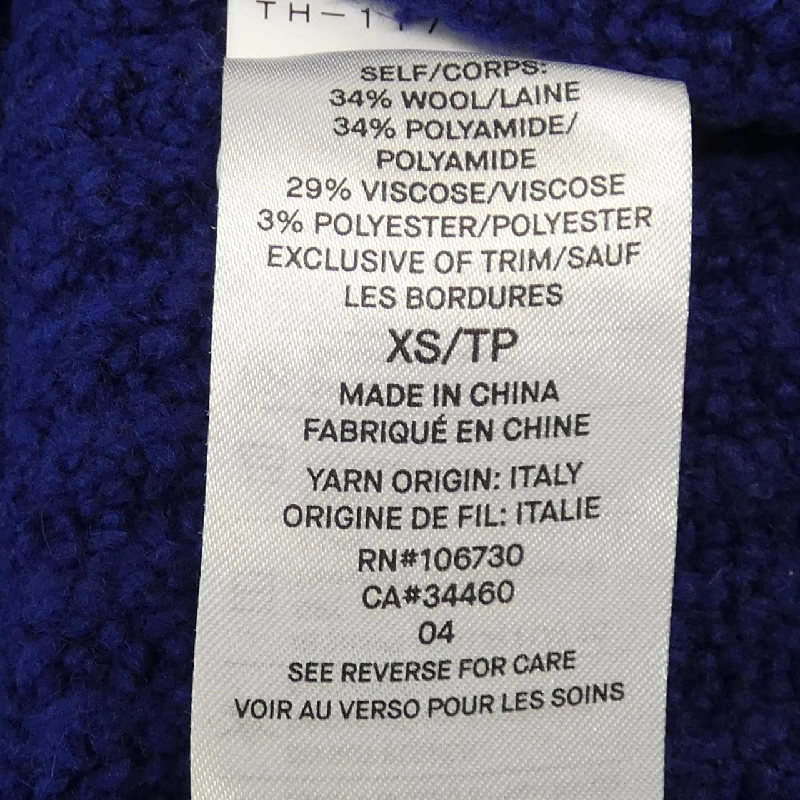 TH-117
SELF/CORPS:
34% WOOL/LAINE
34% POLYAMIDE/
POLYAMIDE
29% VISCOSE/VISCOSE
3% POLYESTER/POLYESTER
EXCLUSIVE OF TRIM/SAUF
LES BORDURES
XS/TP
MADE IN CHINA
FABRIQUÉ EN CHINE
YARN ORIGIN: ITALY
ORIGINE DE FIL: ITALIE
RN#106730
CA#34460
04
SEE REVERSE FOR CARE
VOIR AU VERSO POUR LES SOINS